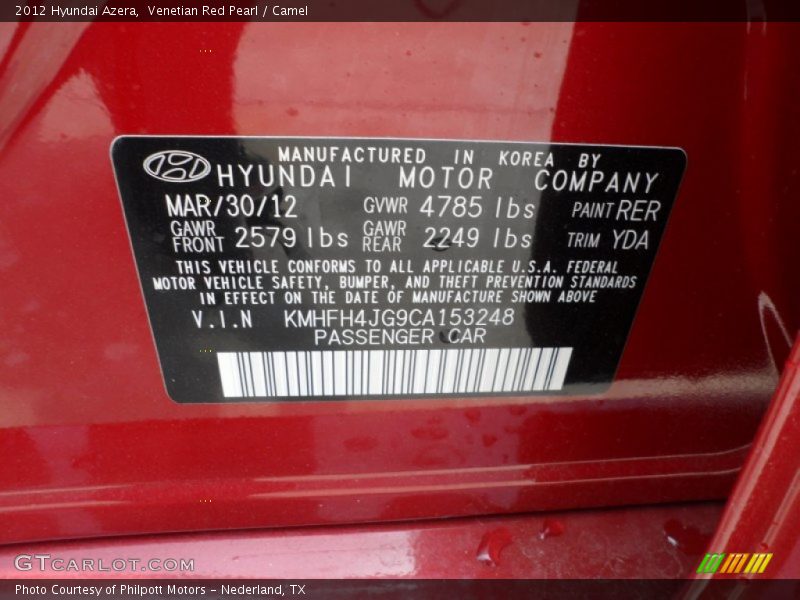 2012 Hyundai Azera, Venetian Red Pearl / Camel
MANUFACTURED IN KOREA BY
HYUNDAI MOTOR COMPANY
MAR/30/12 GVWR 4785 lbs PAINT RER
GAWR FRONT 2579 lbs GAWR REAR 2249 lbs TRIM YDA
THIS VEHICLE CONFORMS TO ALL APPLICABLE U.S.A. FEDERAL
MOTOR VEHICLE SAFETY, BUMPER, AND THEFT PREVENTION STANDARDS
IN EFFECT ON THE DATE OF MANUFACTURE SHOWN ABOVE
V.I.N KMHFH4JG9CA153248
PASSENGER CAR
GTCARLOT.COM
Photo Courtesy of Philpott Motors - Nederland, TX